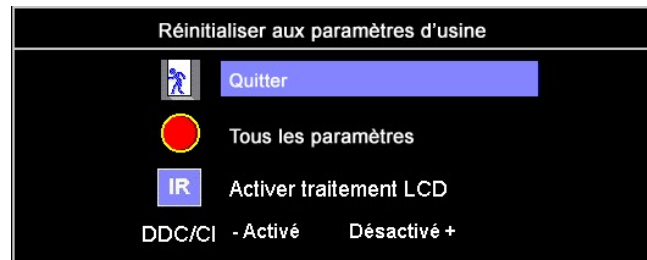 Réinitialiser aux paramètres d'usine
Quitter
Tous les paramètres
IR Activer traitement LCD
DDC/CI - Activé Désactivé +